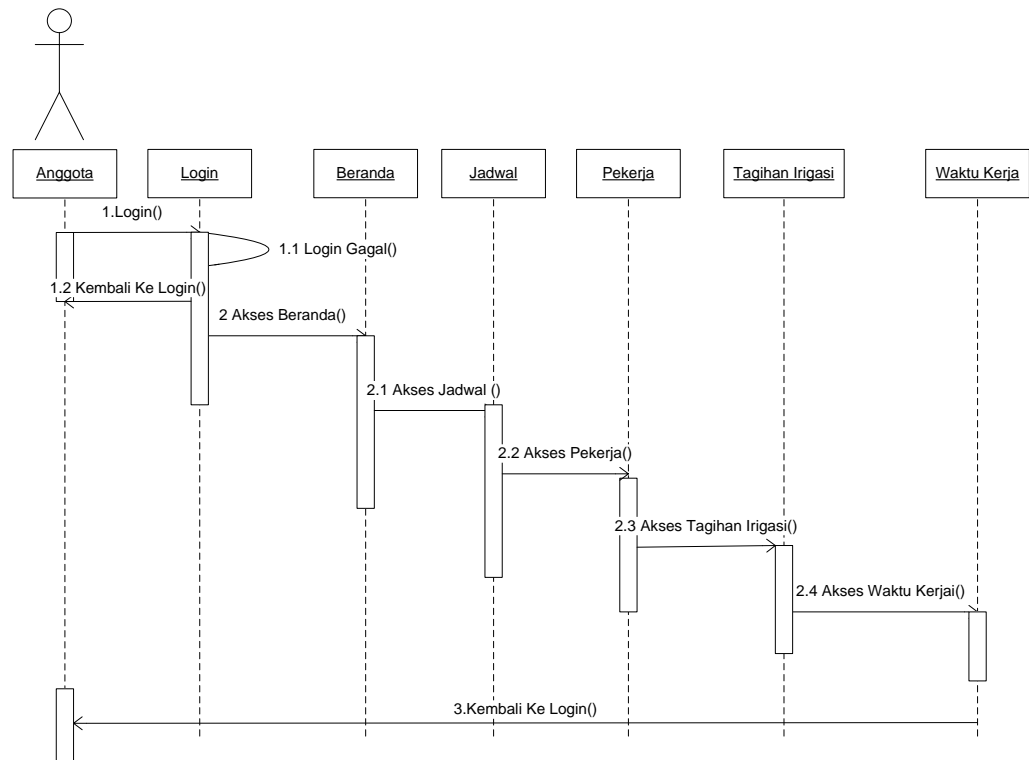 Anggota
Login
Beranda
Jadwal
Pekerja
Tagihan Irigasi
Waktu Kerja
1.Login()
1.1 Login Gagal()
1.2 Kembali Ke Login()
2 Akses Beranda()
2.1 Akses Jadwal ()
2.2 Akses Pekerja()
2.3 Akses Tagihan Irigasi()
2.4 Akses Waktu Kerjai()
3.Kembali Ke Login()